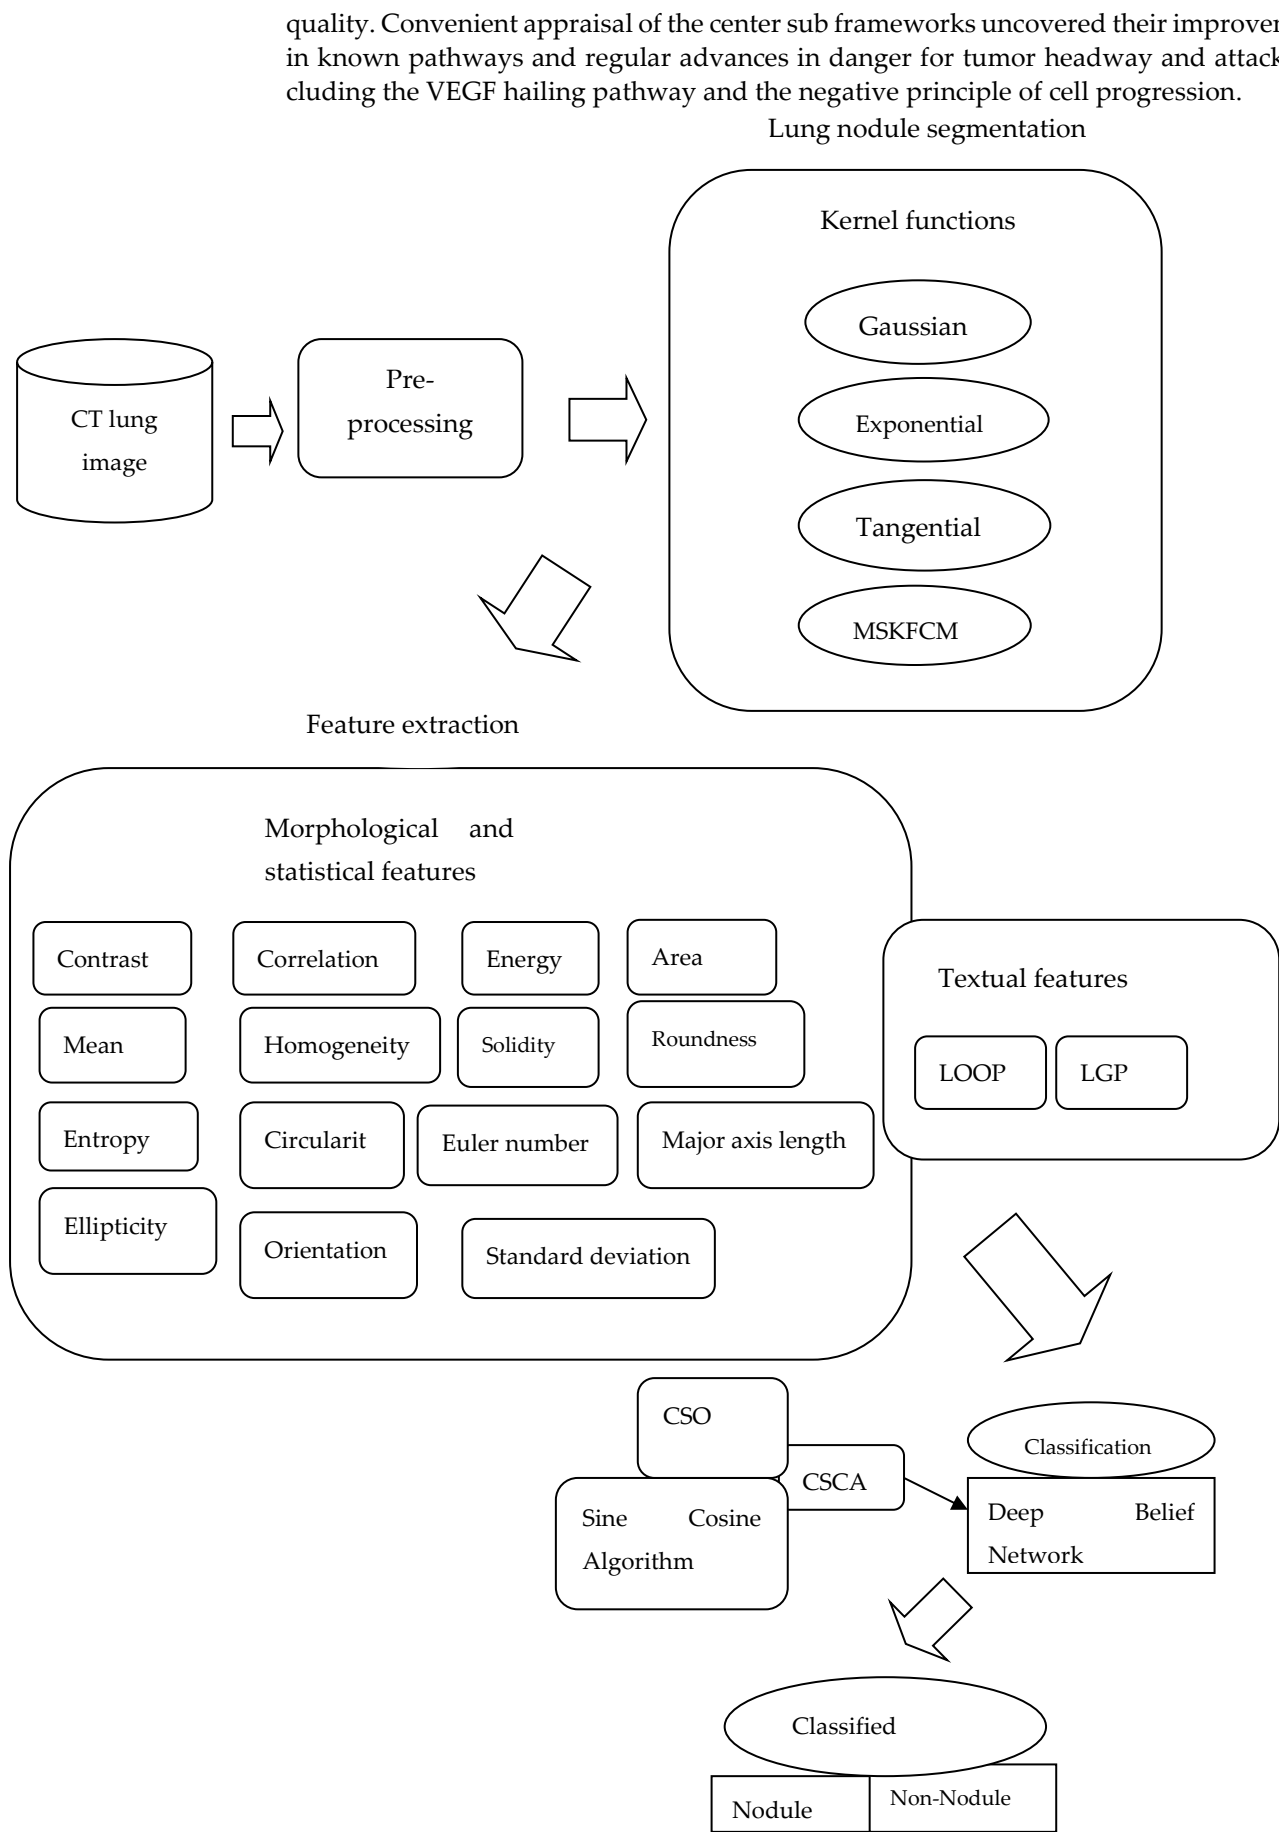 quality. Convenient appraisal of the center sub frameworks uncovered their improve
in known pathways and regular advances in danger for tumor headway and attack
cluding the VEGF hailing pathway and the negative principle of cell progression.
Lung nodule segmentation
Kernel functions
Gaussian
Exponential
Tangential
MSKFCM
CT lung
image
Pre-
processing
Feature extraction
Morphological and
statistical features
Contrast
Correlation
Energy
Area
Mean
Homogeneity
Solidity
Roundness
Entropy
Circularit
Euler number
Major axis length
Ellipticity
Orientation
Standard deviation
Textual features
LOOP
LGP
CSO
CSCA
Sine Cosine
Algorithm
Classification
Deep Belief
Network
Classified
Nodule
Non-Nodule